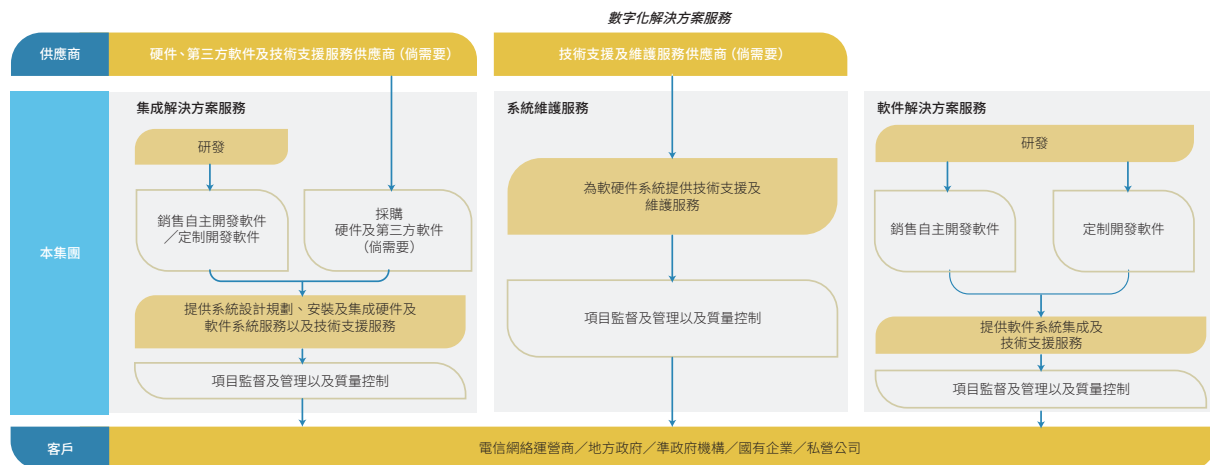 數字化解決方案服務
供應商
硬件、第三方軟件及技術支援服務供應商（倘需要）
技術支援及維護服務供應商（倘需要）
本集團
集成解決方案服務
研發
銷售自主開發軟件
／定制開發軟件
採購
硬件及第三方軟件
（倘需要）
提供系統設計規劃、安裝及集成硬件及
軟件系統服務以及技術支援服務
項目監督及管理以及質量控制
系統維護服務
為軟硬件系統提供技術支援及
維護服務
項目監督及管理以及質量控制
軟件解決方案服務
研發
銷售自主開發軟件
定制開發軟件
提供軟件系統集成及
技術支援服務
項目監督及管理以及質量控制
客戶
電信網絡運營商／地方政府／準政府機構／國有企業／私營公司